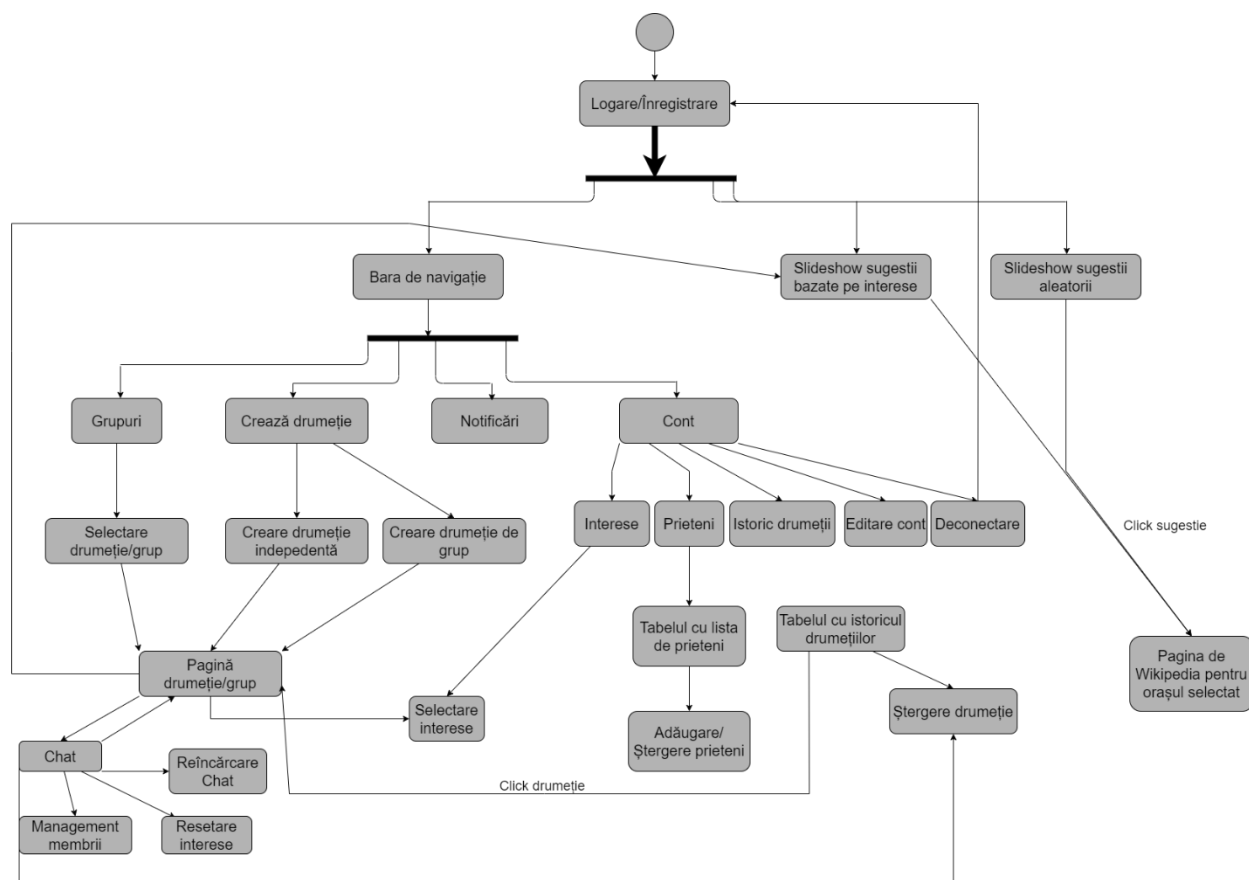 Logare/Înregistrare
Bara de navigație
Slideshow sugestii
bazate pe interese
Slideshow sugestii
aleatorii
Grupuri
Crează drumeție
Notificări
Cont
Selectare
drumeție/grup
Creare drumeție
indepedentă
Creare drumeție de
grup
Interese
Prieteni
Istoric drumeții
Editare cont
Deconectare
Click sugestie
Tabelul cu lista
de prieteni
Tabelul cu istoricul
drumețiilor
Pagina de
Wikipedia pentru
orașul selectat
Pagină
drumeție/grup
Selectare
interese
Adăugare/
Ștergere prieteni
Ștergere drumeție
Chat
Reîncărcare
Chat
Click drumeție
Management
membrii
Resetare
interese